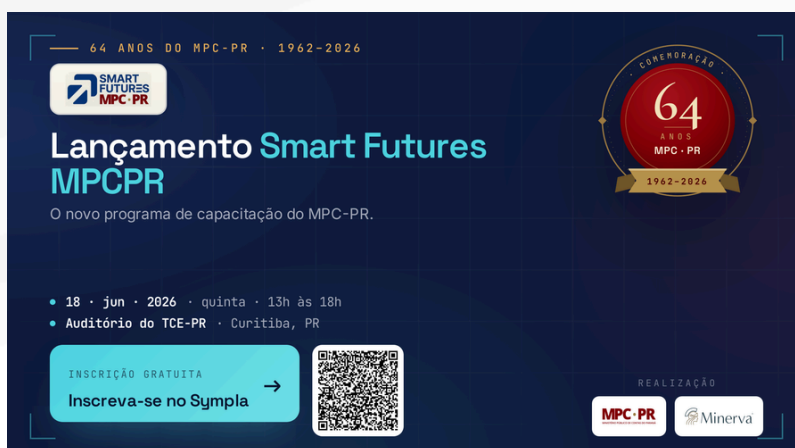 64 ANOS DO MPC-PR · 1962–2026
SMART
FUTURES
MPC·PR
Lançamento Smart Futures
MPCPR
O novo programa de capacitação do MPC-PR.
· COMEMORAÇÃO ·
64
ANOS
MPC · PR
1962–2026
18 · jun · 2026 · quinta · 13h às 18h
Auditório do TCE-PR · Curitiba, PR
INSCRIÇÃO GRATUITA
Inscreva-se no Sympla →
REALIZAÇÃO
MPC·PR
Minerva